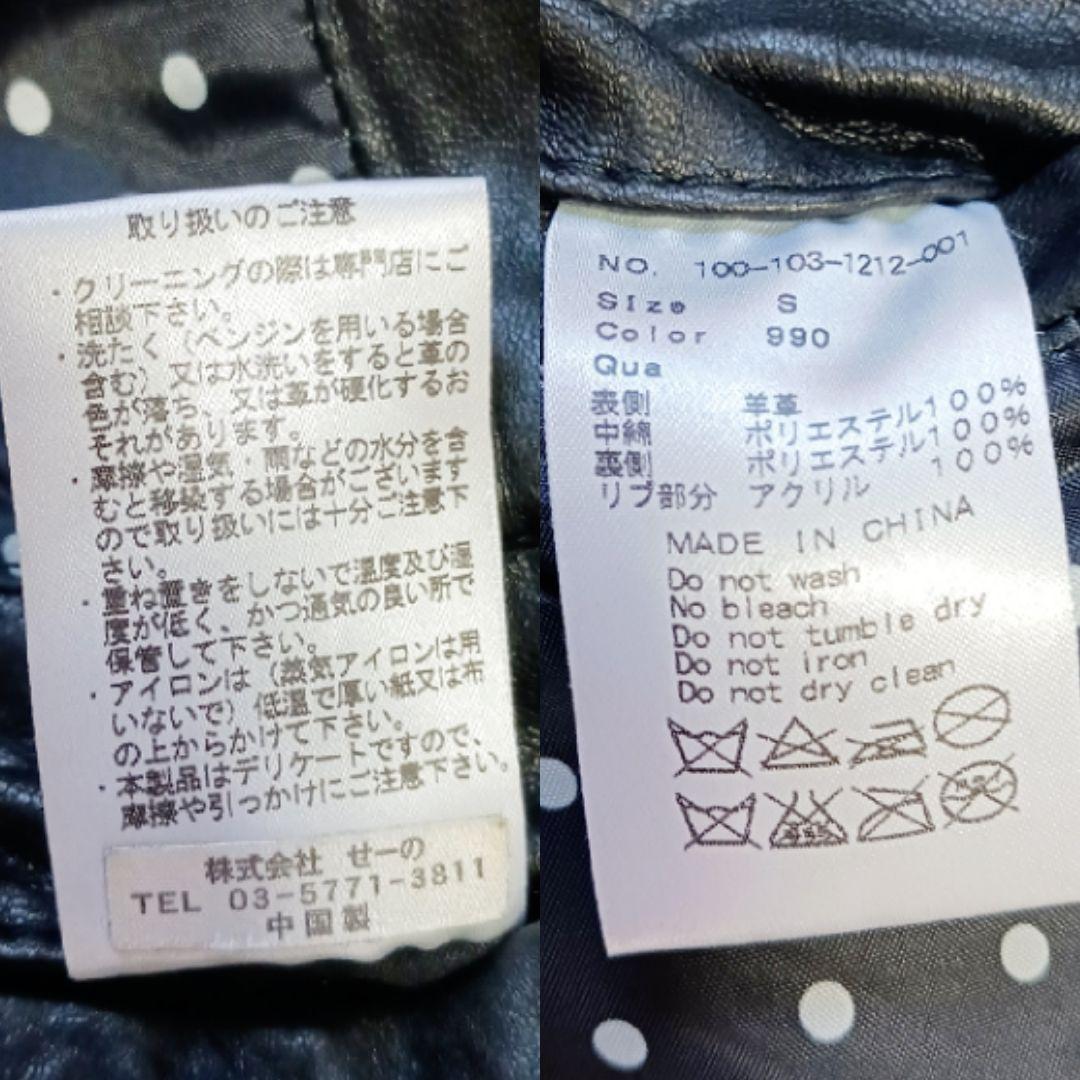 取り扱いのご注意
・クリーニングの際は専門店にご
相談下さい。
・洗たく（ベンジンを用いる場合
含む）又は水洗いをすると革の
色が落ち、又は革が硬化するお
それがあります。
・摩擦や湿気・雨などの水分を含
むと移染する場合がございます
ので取り扱いには十分ご注意下
さい。
・重ね置きをしないで温度及び湿
度が低く、かつ通気の良い所で
保管して下さい。
・アイロンは（蒸気アイロンは用
いないで）低温で厚い紙又は布
の上からかけて下さい。
・本製品はデリケートですので、
摩擦や引っかけにご注意下さい。
株式会社 せーの
TEL 03-5771-3811
中国製
NO. 100-103-1212-001
Size S
Color 990
Qua
表側 羊革
中綿 ポリエステル100%
裏側 ポリエステル100%
リブ部分 アクリル 100%
MADE IN CHINA
Do not wash
No bleach
Do not tumble dry
Do not iron
Do not dry clean